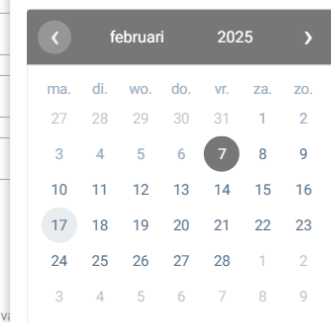 ‹ februari 2025 ›
ma. di. wo. do. vr. za. zo.
27 28 29 30 31 1 2
3 4 5 6 7 8 9
10 11 12 13 14 15 16
17 18 19 20 21 22 23
24 25 26 27 28 1 2
3 4 5 6 7 8 9
va